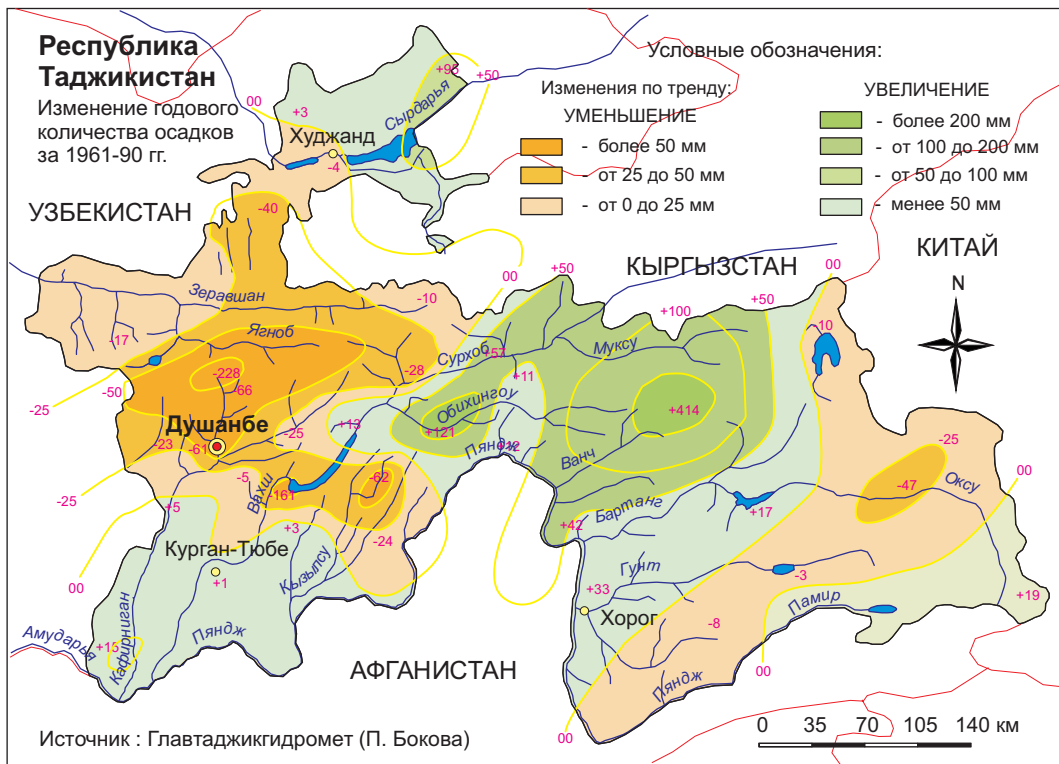 Республика
Таджикистан
Изменение годового
количества осадков
за 1961-90 гг.
Условные обозначения:
Изменения по тренду:
УМЕНЬШЕНИЕ
- более 50 мм
- от 25 до 50 мм
- от 0 до 25 мм
УВЕЛИЧЕНИЕ
- более 200 мм
- от 100 до 200 мм
- от 50 до 100 мм
- менее 50 мм
00
+95
+50
+3
Сырдарья
Худжанд
-4
УЗБЕКИСТАН
-40
КЫРГЫЗСТАН
КИТАЙ
N
00
+50
00
Зеравшан
-10
+100
+50
-17
Ягноб
Сурхоб
+57
Муксу
-10
-228
-66
-28
+11
-50
-25
Обихингоу
+414
Душанбе
-25
+13
+121
-23
-61
Пяндж
+12
Ванч
-25
-5
Вахш
-161
-62
-47
Оксу
00
-25
+5
+3
-24
+42
Бартанг
+17
Курган-Тюбе
+1
Кызылсу
Гунт
-3
00
+33
Хорог
Памир
+19
Кафирниган
Пяндж
-8
Амударья
+15
АФГАНИСТАН
Пяндж
00
00
0 35 70 105 140 км
Источник : Главтаджикгидромет (П. Бокова)